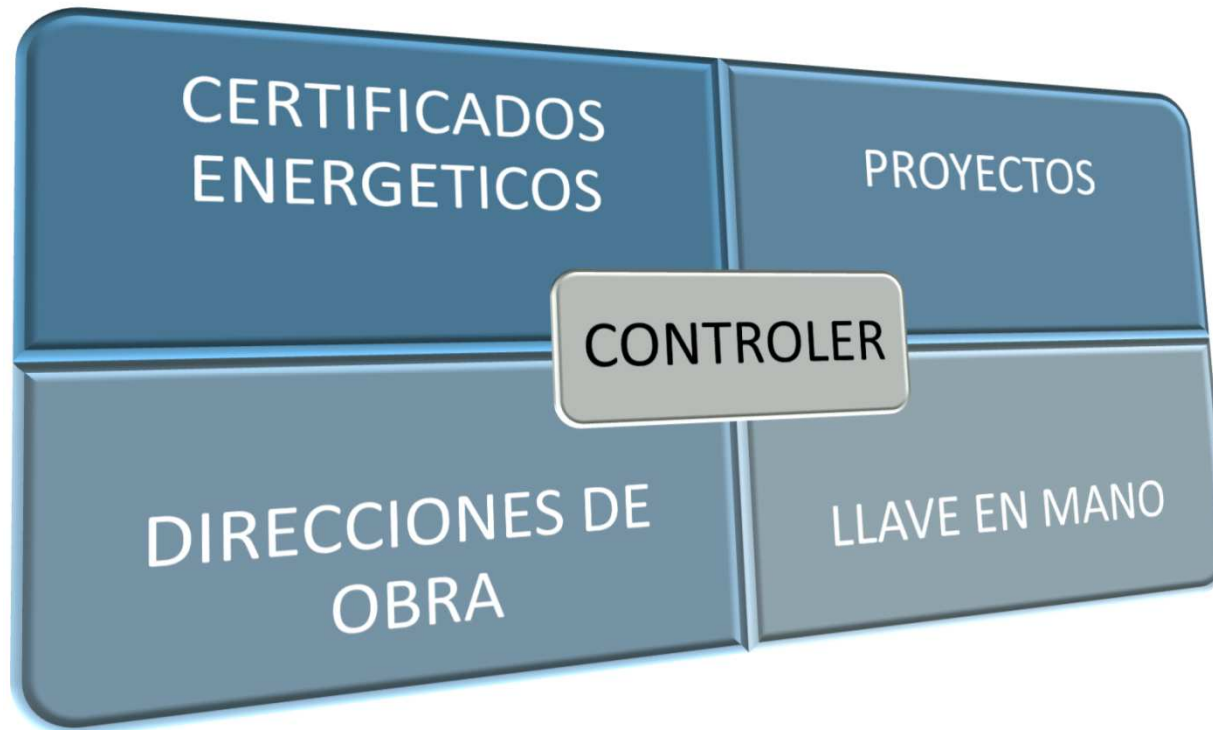 CERTIFICADOS
ENERGETICOS
PROYECTOS
CONTROLER
DIRECCIONES DE
OBRA
LLAVE EN MANO